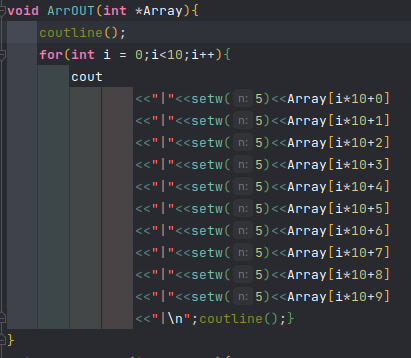 void ArrOUT(int *Array){
coutline();
for(int i = 0;i<10;i++){
cout
<<"|"<<setw( n: 5)<<Array[i*10+0]
<<"|"<<setw( n: 5)<<Array[i*10+1]
<<"|"<<setw( n: 5)<<Array[i*10+2]
<<"|"<<setw( n: 5)<<Array[i*10+3]
<<"|"<<setw( n: 5)<<Array[i*10+4]
<<"|"<<setw( n: 5)<<Array[i*10+5]
<<"|"<<setw( n: 5)<<Array[i*10+6]
<<"|"<<setw( n: 5)<<Array[i*10+7]
<<"|"<<setw( n: 5)<<Array[i*10+8]
<<"|"<<setw( n: 5)<<Array[i*10+9]
<<"|\n";coutline();}
}